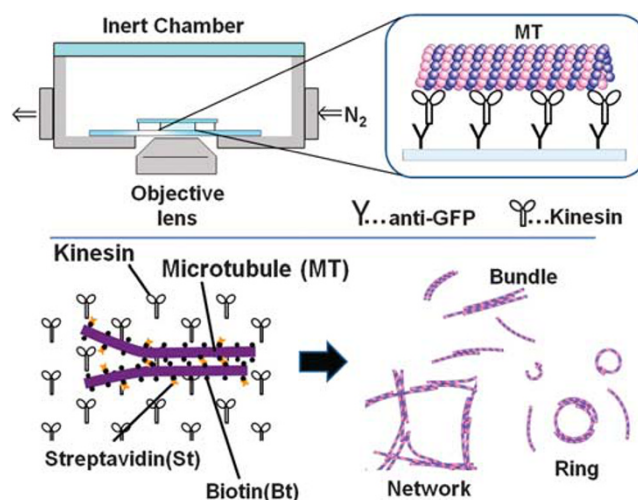 Inert Chamber
MT
⇐
⇐N2
Objective
lens
Y...anti-GFP
...Kinesin
Kinesin
Microtubule (MT)
Bundle
Streptavidin(St)
Biotin(Bt)
Network
Ring